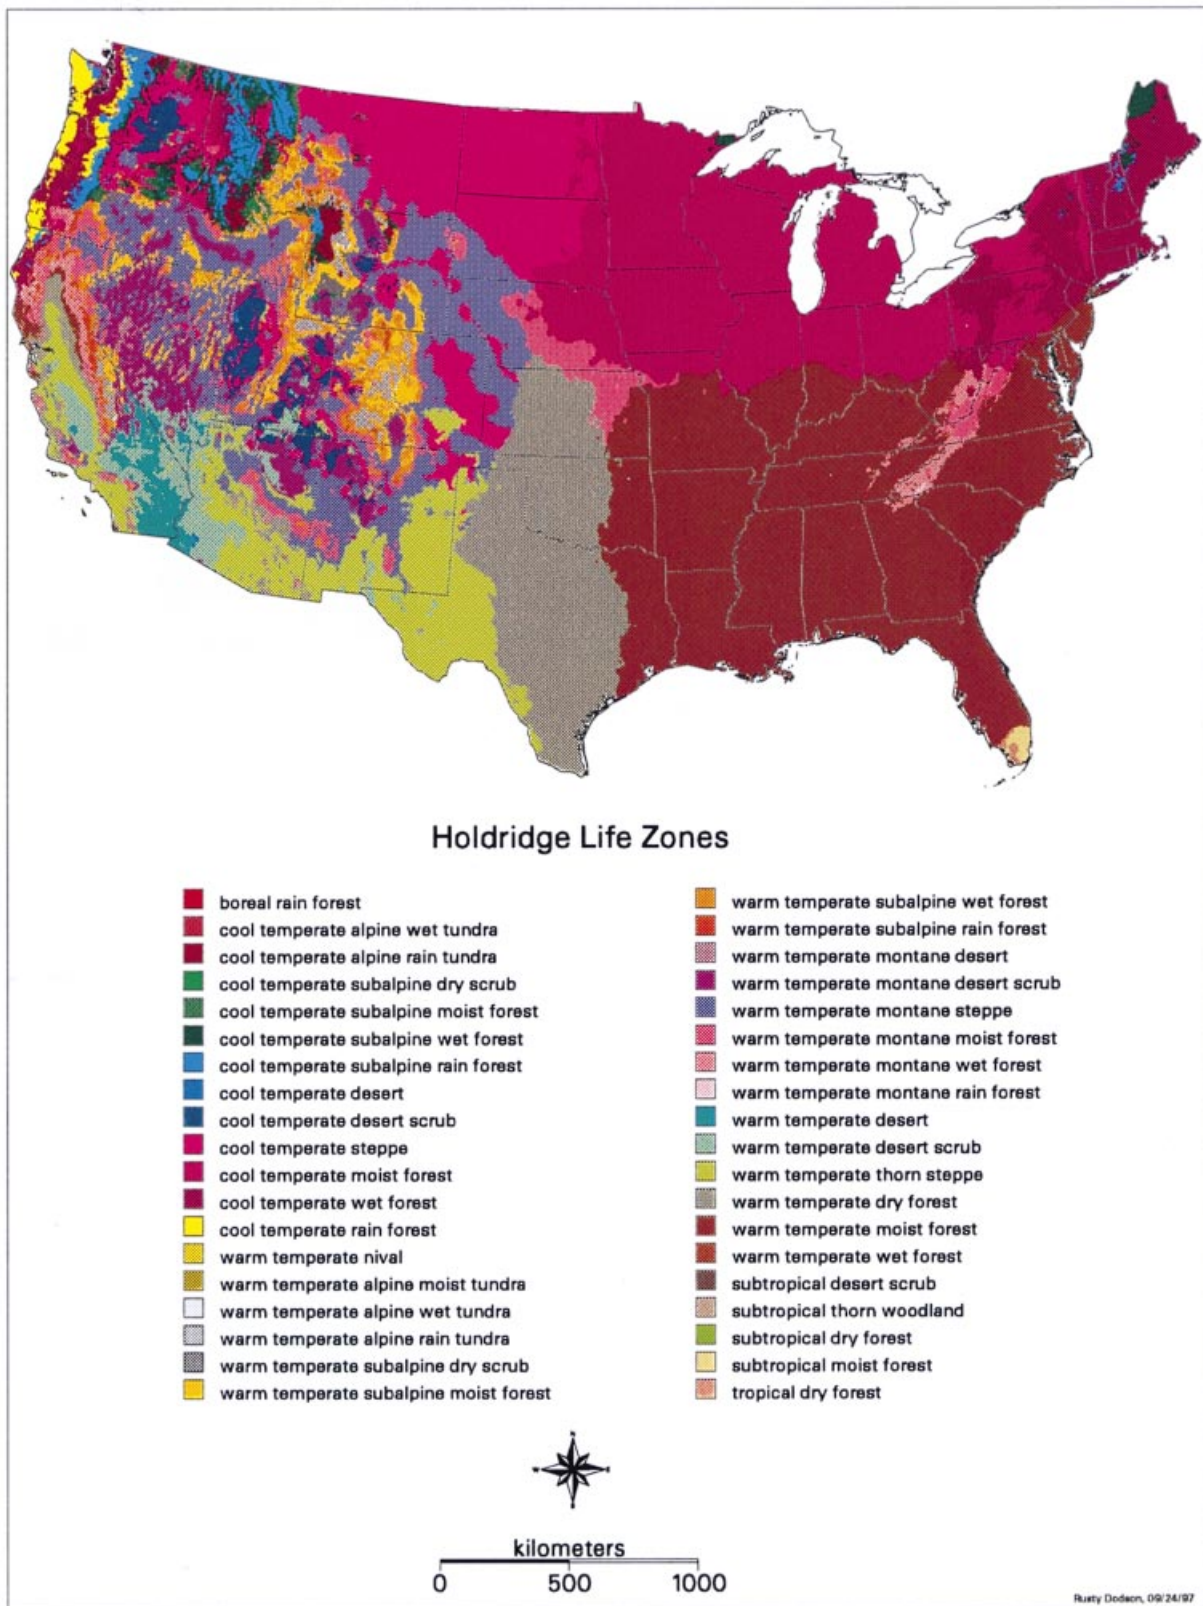 Holdridge Life Zones
boreal rain forest
cool temperate alpine wet tundra
cool temperate alpine rain tundra
cool temperate subalpine dry scrub
cool temperate subalpine moist forest
cool temperate subalpine wet forest
cool temperate subalpine rain forest
cool temperate desert
cool temperate desert scrub
cool temperate steppe
cool temperate moist forest
cool temperate wet forest
cool temperate rain forest
warm temperate nival
warm temperate alpine moist tundra
warm temperate alpine wet tundra
warm temperate alpine rain tundra
warm temperate subalpine dry scrub
warm temperate subalpine moist forest
warm temperate subalpine wet forest
warm temperate subalpine rain forest
warm temperate montane desert
warm temperate montane desert scrub
warm temperate montane steppe
warm temperate montane moist forest
warm temperate montane wet forest
warm temperate montane rain forest
warm temperate desert
warm temperate desert scrub
warm temperate thorn steppe
warm temperate dry forest
warm temperate moist forest
warm temperate wet forest
subtropical desert scrub
subtropical thorn woodland
subtropical dry forest
subtropical moist forest
tropical dry forest
kilometers
0 500 1000
Rusty Dodson, 09/24/97